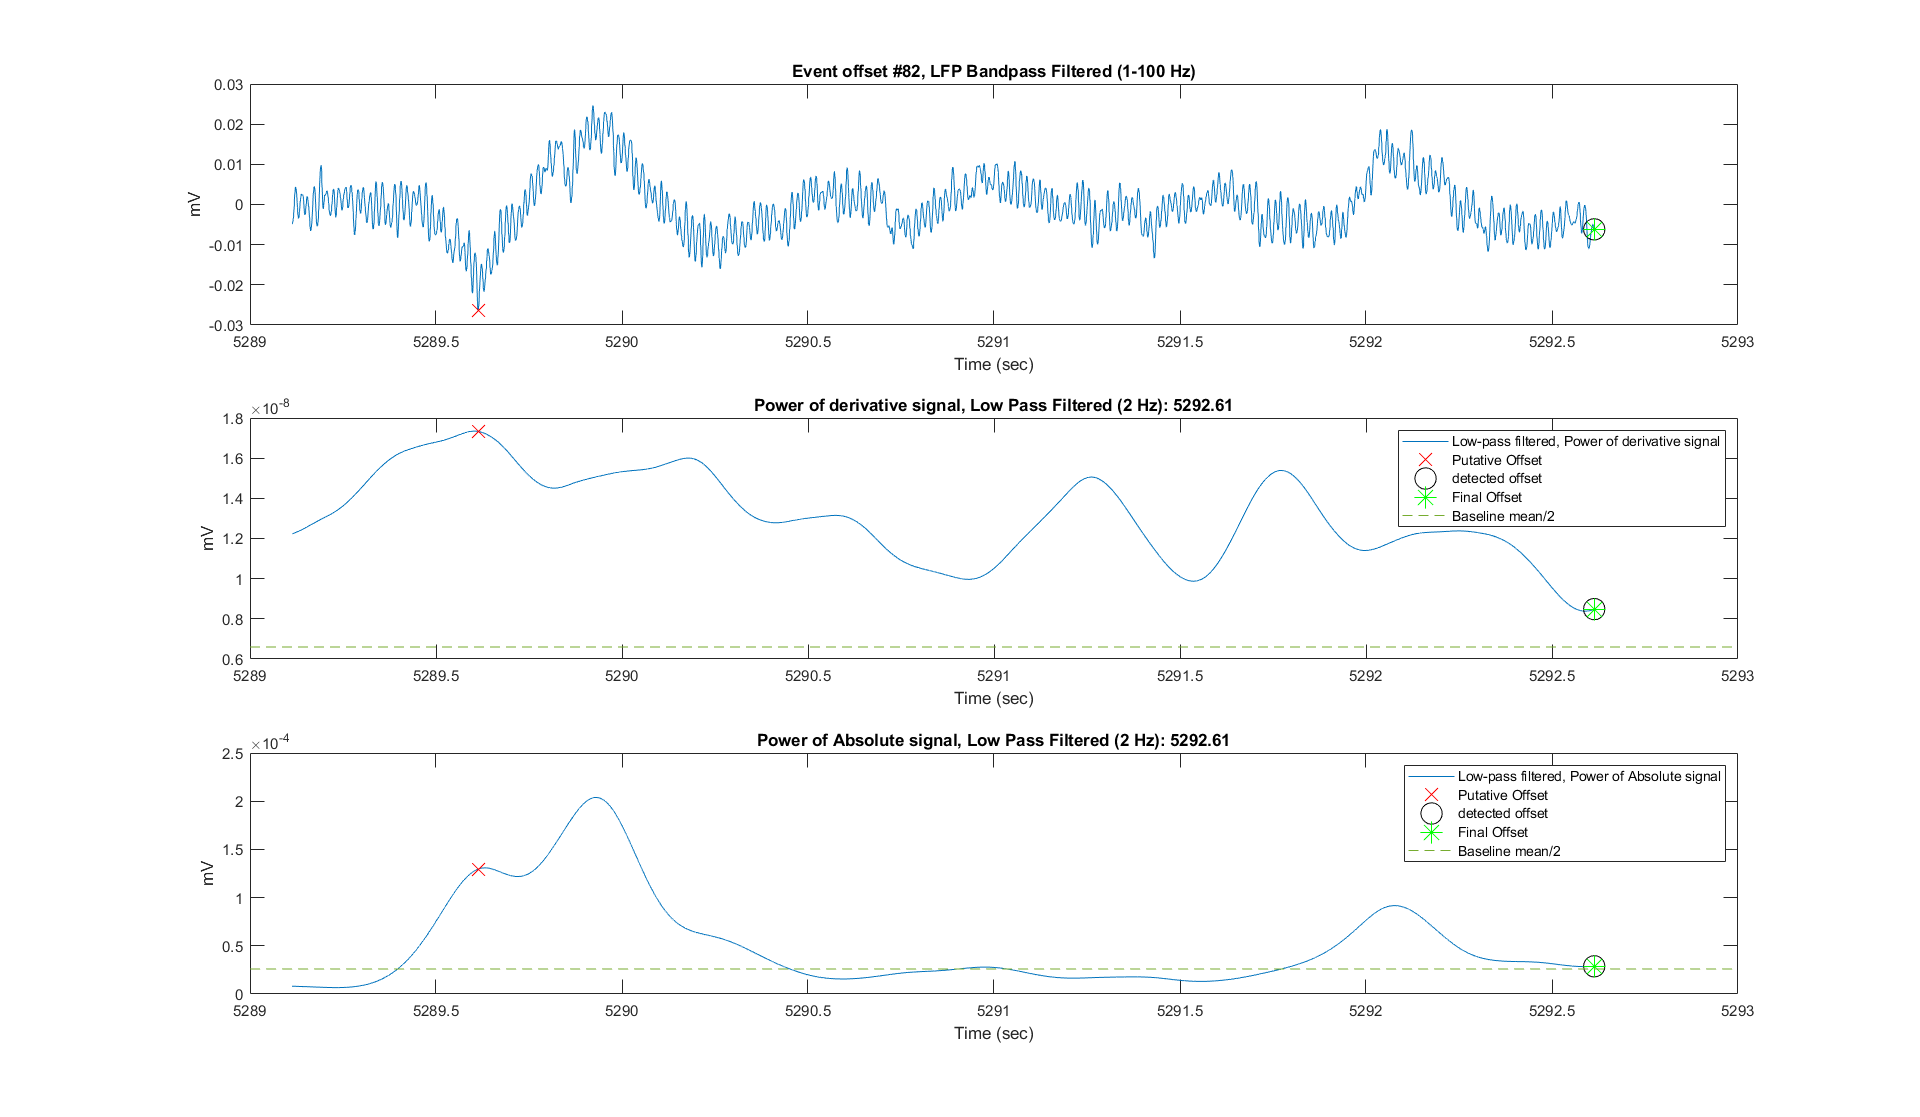 Event offset #82, LFP Bandpass Filtered (1-100 Hz)
0.03
0.02
0.01
0
-0.01
-0.02
-0.03
mV
5289 5289.5 5290 5290.5 5291 5291.5 5292 5292.5 5293
Time (sec)
Power of derivative signal, Low Pass Filtered (2 Hz): 5292.61
×10-8
1.8
1.6
1.4
1.2
1
0.8
0.6
mV
Low-pass filtered, Power of derivative signal
Putative Offset
detected offset
Final Offset
Baseline mean/2
5289 5289.5 5290 5290.5 5291 5291.5 5292 5292.5 5293
Time (sec)
Power of Absolute signal, Low Pass Filtered (2 Hz): 5292.61
×10-4
2.5
2
1.5
1
0.5
0
mV
Low-pass filtered, Power of Absolute signal
Putative Offset
detected offset
Final Offset
Baseline mean/2
5289 5289.5 5290 5290.5 5291 5291.5 5292 5292.5 5293
Time (sec)